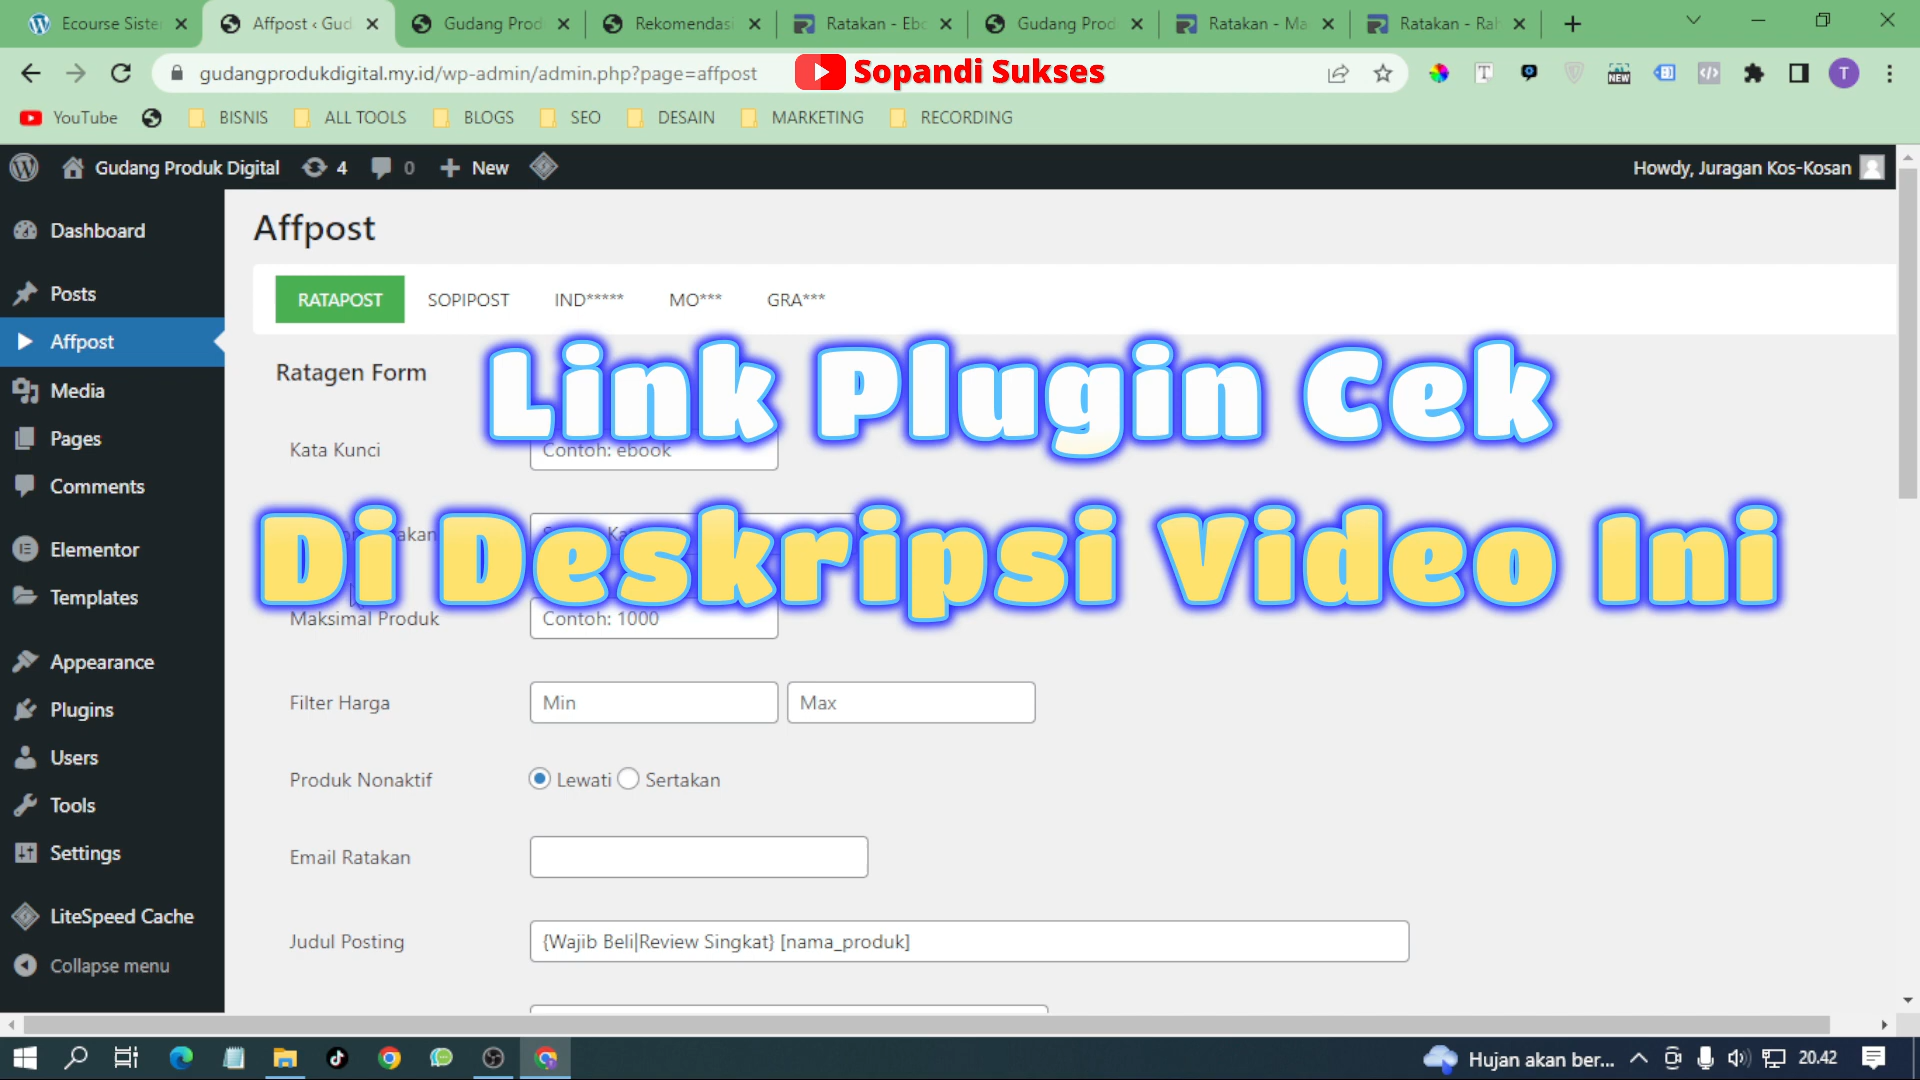 Ecourse Sister
Affpost ‹ Gud
Gudang Prod
Rekomendasi
Ratakan - Ebo
Gudang Prod
Ratakan - Ma
Ratakan - Rah
gudangprodukdigital.my.id/wp-admin/admin.php?page=affpost
Sopandi Sukses
T
NEW
T
YouTube
BISNIS
ALL TOOLS
BLOGS
SEO
DESAIN
MARKETING
RECORDING
Gudang Produk Digital
4
0
New
Howdy, Juragan Kos-Kosan
Dashboard
Posts
Affpost
Media
Pages
Comments
Elementor
Templates
Appearance
Plugins
Users
Tools
Settings
LiteSpeed Cache
Collapse menu
Affpost
RATAPOST
SOPIPOST
IND*****
MO***
GRA***
Ratagen Form
Link Plugin Cek
Kata Kunci
Contoh: ebook
Di Deskripsi Video Ini
Maksimal Produk
Contoh: 1000
Filter Harga
Min
Max
Produk Nonaktif
Lewati
Sertakan
Email Ratakan
Judul Posting
{Wajib Beli|Review Singkat} [nama_produk]
Hujan akan ber...
20.42